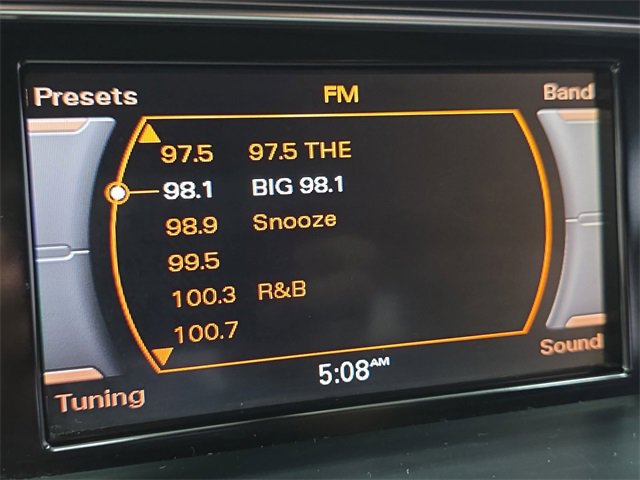 Presets FM Band
97.5 97.5 THE
98.1 BIG 98.1
98.9 Snooze
99.5
100.3 R&B
100.7
Tuning 5:08AM Sound